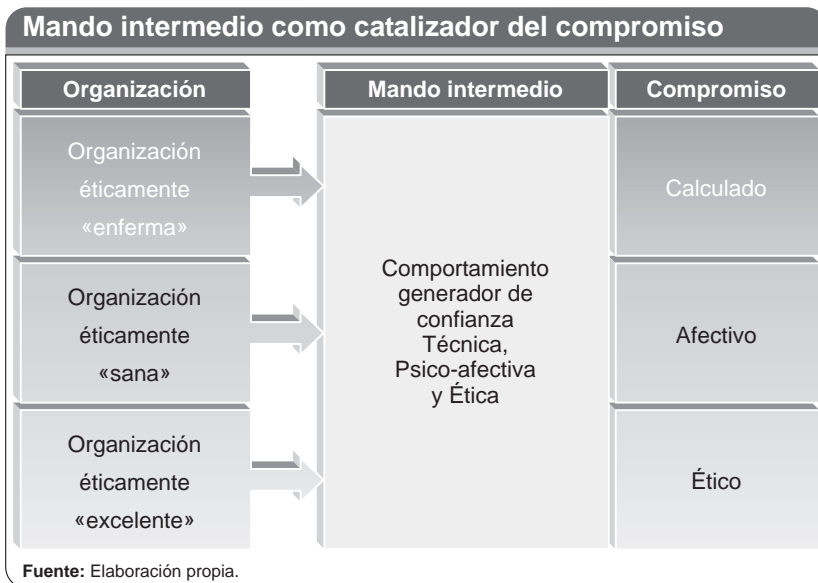 Mando intermedio como catalizador del compromiso
Organización
Mando intermedio
Compromiso
Organización
éticamente
«enferma»
Calculado
Organización
éticamente
«sana»
Comportamiento
generador de
confianza
Técnica,
Psico-afectiva
y Ética
Afectivo
Organización
éticamente
«excelente»
Ético
Fuente: Elaboración propia.